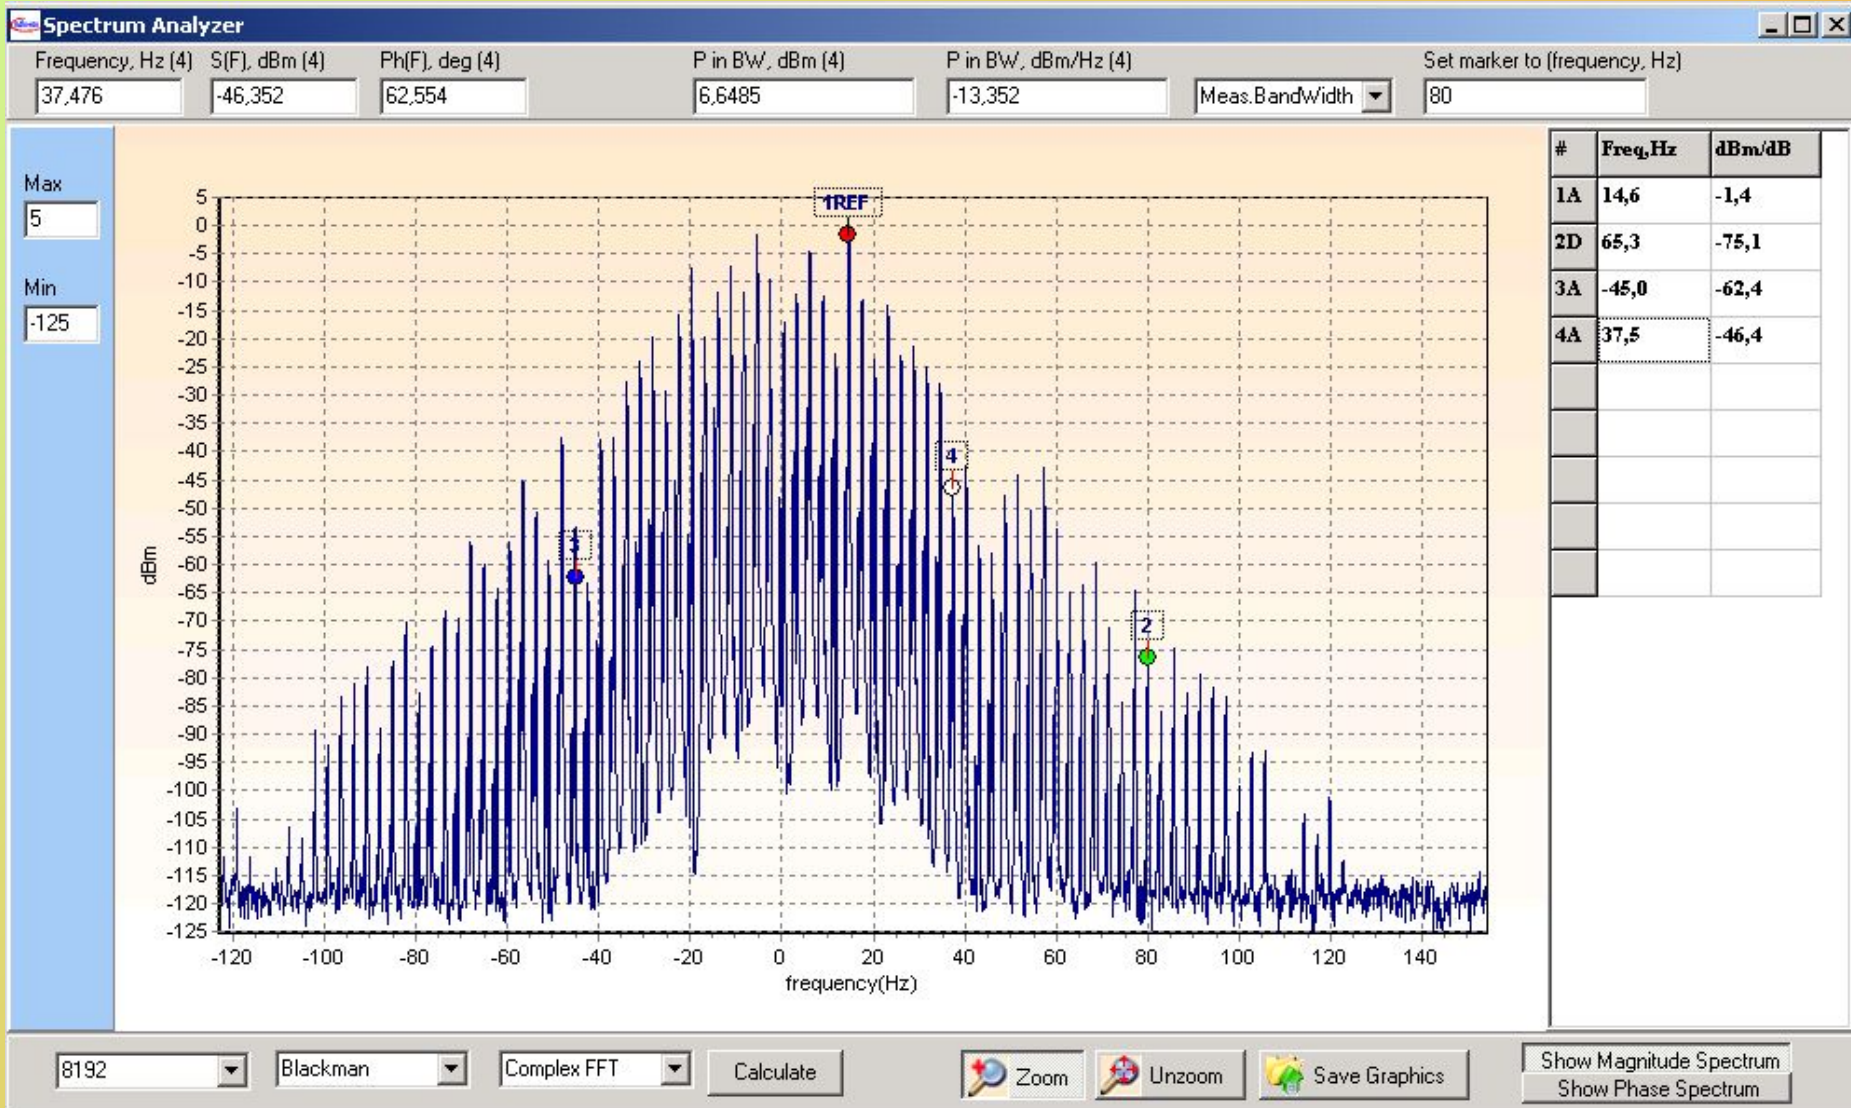 Spectrum Analyzer
Frequency, Hz (4) S(F), dBm (4) Ph(F), deg (4) P in BW, dBm (4) P in BW, dBm/Hz (4) Set marker to (frequency, Hz)
37,476 -46,352 62,554 6,6485 -13,352 Meas.BandWidth 80
Max
5
Min
-125
# Freq,Hz dBm/dB
1A 14,6 -1,4
2D 65,3 -75,1
3A -45,0 -62,4
4A 37,5 -46,4
1REF
4
3
2
5
0
-5
-10
-15
-20
-25
-30
-35
-40
-45
-50
-55
-60
-65
-70
-75
-80
-85
-90
-95
-100
-105
-110
-115
-120
-125
dBm
-120 -100 -80 -60 -40 -20 0 20 40 60 80 100 120 140
frequency(Hz)
8192 Blackman Complex FFT Calculate Zoom Unzoom Save Graphics
Show Magnitude Spectrum
Show Phase Spectrum